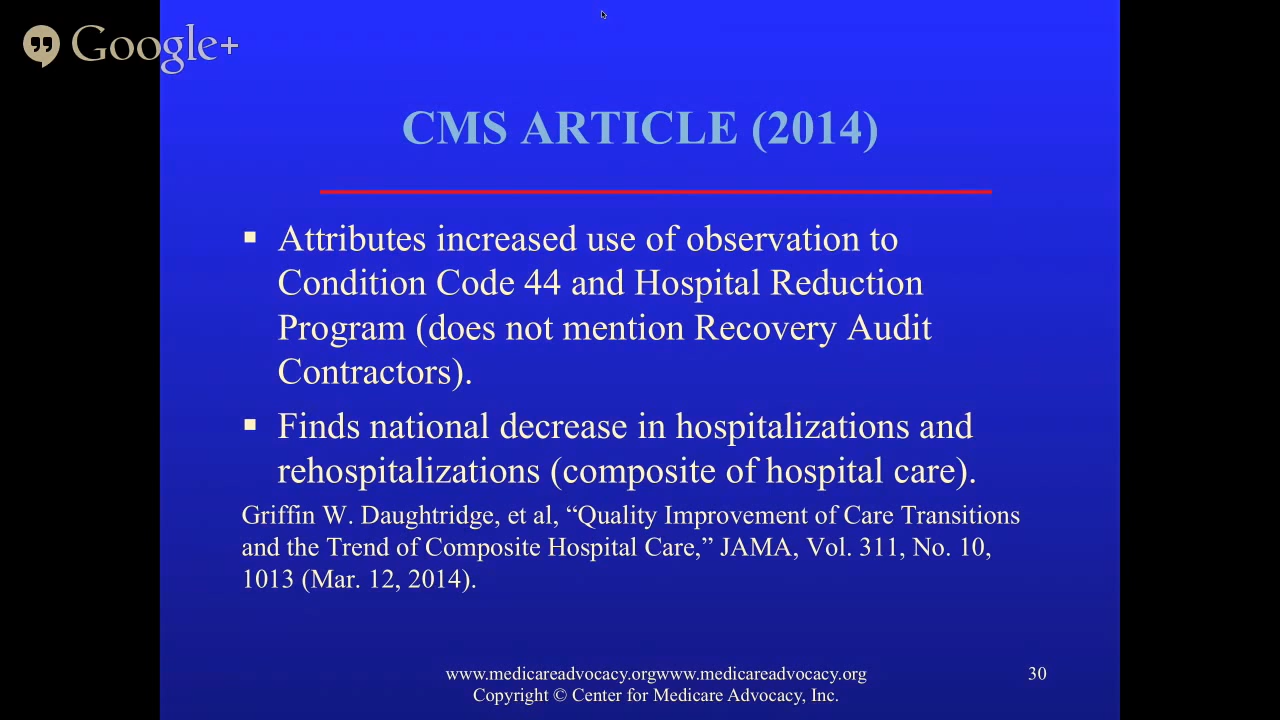 Google+
CMS ARTICLE (2014)
▪ Attributes increased use of observation to
Condition Code 44 and Hospital Reduction
Program (does not mention Recovery Audit
Contractors).
▪ Finds national decrease in hospitalizations and
rehospitalizations (composite of hospital care).
Griffin W. Daughtridge, et al, “Quality Improvement of Care Transitions
and the Trend of Composite Hospital Care,” JAMA, Vol. 311, No. 10,
1013 (Mar. 12, 2014).
www.medicareadvocacy.orgwww.medicareadvocacy.org
Copyright © Center for Medicare Advocacy, Inc.
30